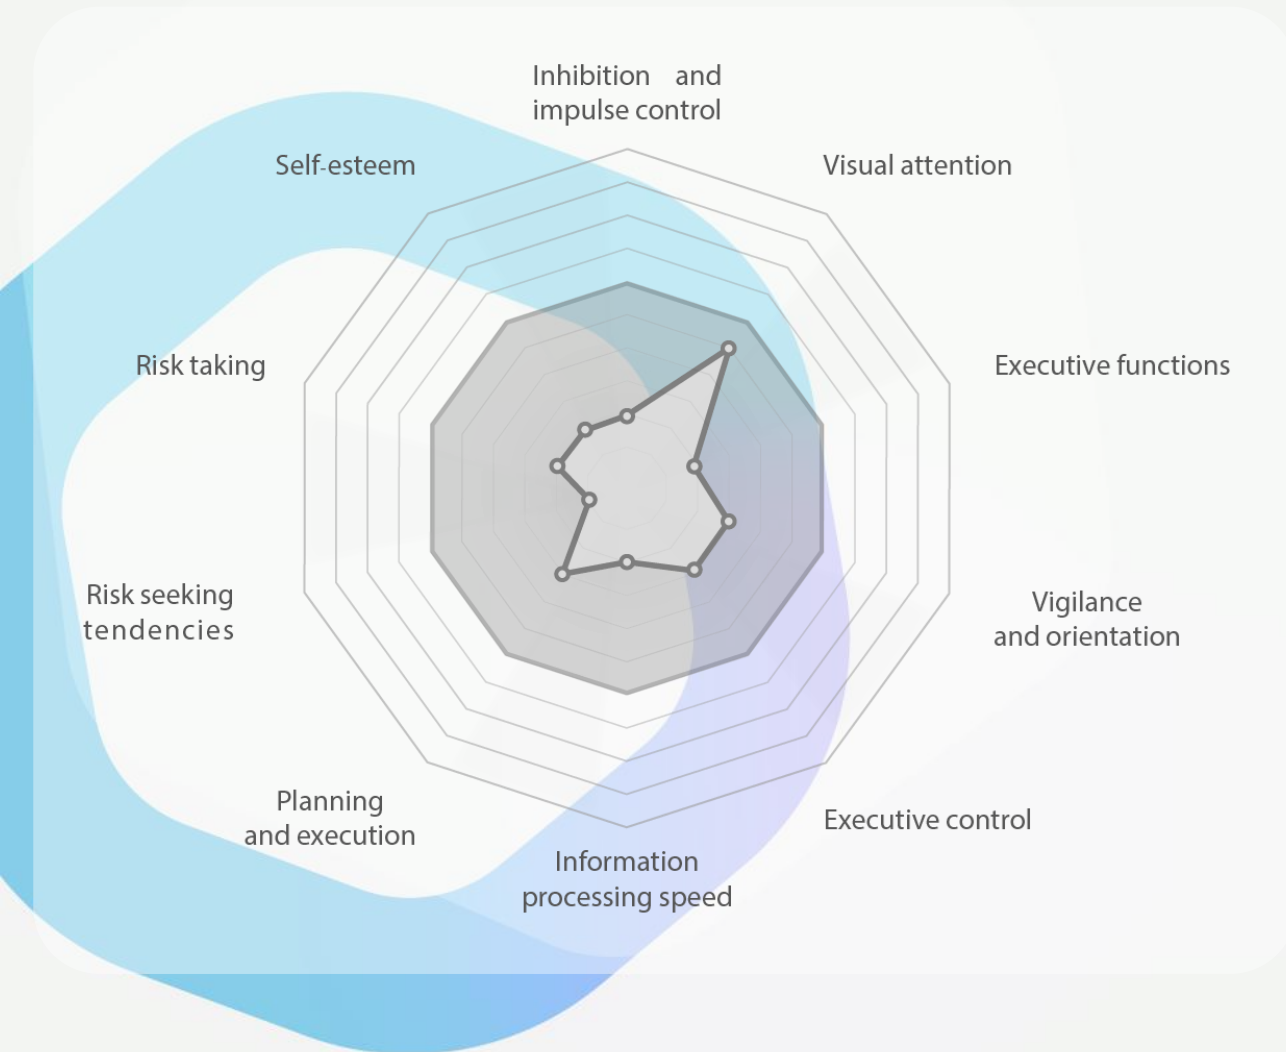 Inhibition and
impulse control
Self-esteem
Visual attention
Risk taking
Executive functions
Risk seeking
tendencies
Vigilance
and orientation
Planning
and execution
Executive control
Information
processing speed